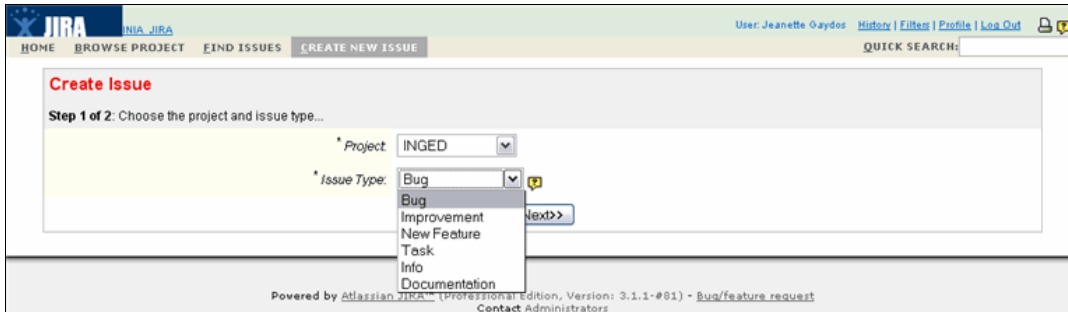 JIRA INIA_JIRA User: Jeanette Gaydos History | Filters | Profile | Log Out
HOME BROWSE PROJECT FIND ISSUES CREATE NEW ISSUE QUICK SEARCH:
Create Issue
Step 1 of 2: Choose the project and issue type...
* Project: INGED
* Issue Type: Bug
Bug
Improvement
Next>>
New Feature
Task
Info
Documentation
Powered by Atlassian JIRA™ (Professional Edition, Version: 3.1.1-#81) - Bug/feature request
Contact Administrators